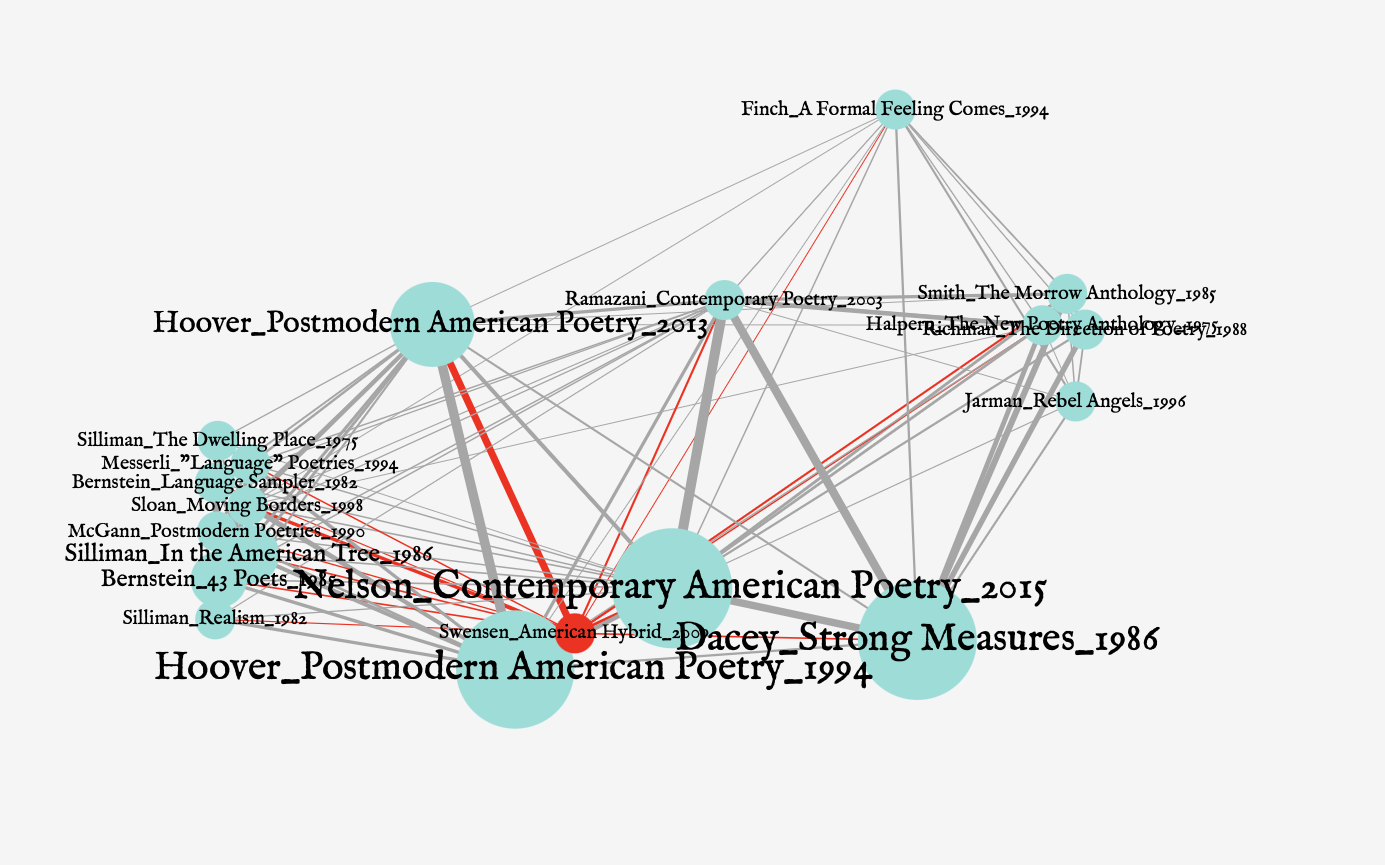 Finch_A Formal Feeling Comes_1994
Smith_The Morrow Anthology_1985
Ramazani_Contemporary Poetry_2003
Hoover_Postmodern American Poetry_2013
Halpern_The New Poetry Anthology_1975
Richman_The Direction of Poetry_1988
Jarman_Rebel Angels_1996
Silliman_The Dwelling Place_1975
Messerli_"Language" Poetries_1994
Bernstein_Language Sampler_1982
Sloan_Moving Borders_1998
McGann_Postmodern Poetries_1990
Silliman_In the American Tree_1986
Bernstein_43 Poets_1985
Nelson_Contemporary American Poetry_2015
Silliman_Realism_1982
Swensen_American Hybrid_2009
Dacey_Strong Measures_1986
Hoover_Postmodern American Poetry_1994